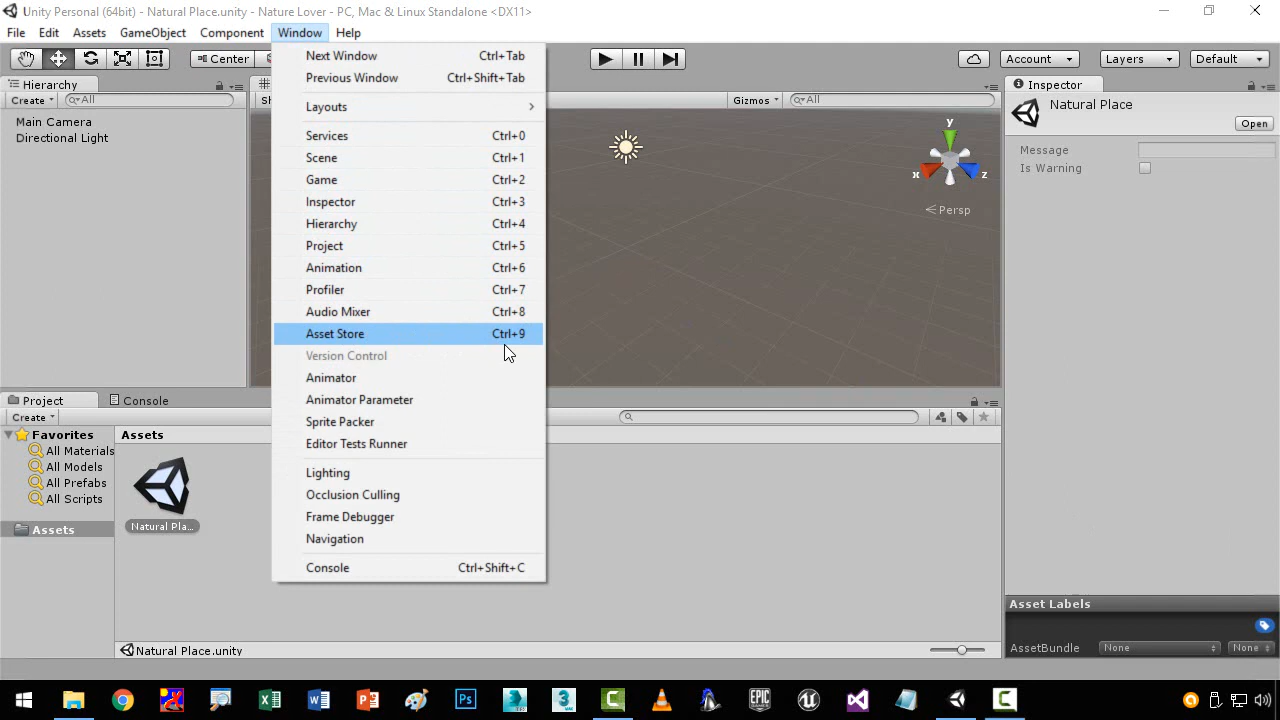 Unity Personal (64bit) - Natural Place.unity - Nature Lover - PC, Mac & Linux Standalone <DX11>
File Edit Assets GameObject Component Window Help
Center Account Layers Default
Hierarchy
Create All
Main Camera
Directional Light
Next Window Ctrl+Tab
Previous Window Ctrl+Shift+Tab
Layouts
Services Ctrl+0
Scene Ctrl+1
Game Ctrl+2
Inspector Ctrl+3
Hierarchy Ctrl+4
Project Ctrl+5
Animation Ctrl+6
Profiler Ctrl+7
Audio Mixer Ctrl+8
Asset Store Ctrl+9
Version Control
Animator
Animator Parameter
Sprite Packer
Editor Tests Runner
Lighting
Occlusion Culling
Frame Debugger
Navigation
Console Ctrl+Shift+C
Gizmos All
y
x z
Persp
Inspector
Natural Place
Open
Message
Is Warning
Project Console
Create
Favorites
All Materials
All Models
All Prefabs
All Scripts
Assets
Assets
Natural Pla...
Natural Place.unity
Asset Labels
AssetBundle None None